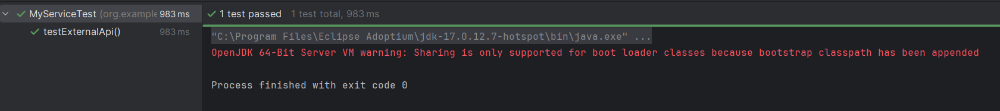 MyServiceTest (org.example 983 ms
testExternalApi() 983 ms
1 test passed 1 test total, 983 ms
"C:\Program Files\Eclipse Adoptium\jdk-17.0.12.7-hotspot\bin\java.exe" ...
OpenJDK 64-Bit Server VM warning: Sharing is only supported for boot loader classes because bootstrap classpath has been appended
Process finished with exit code 0